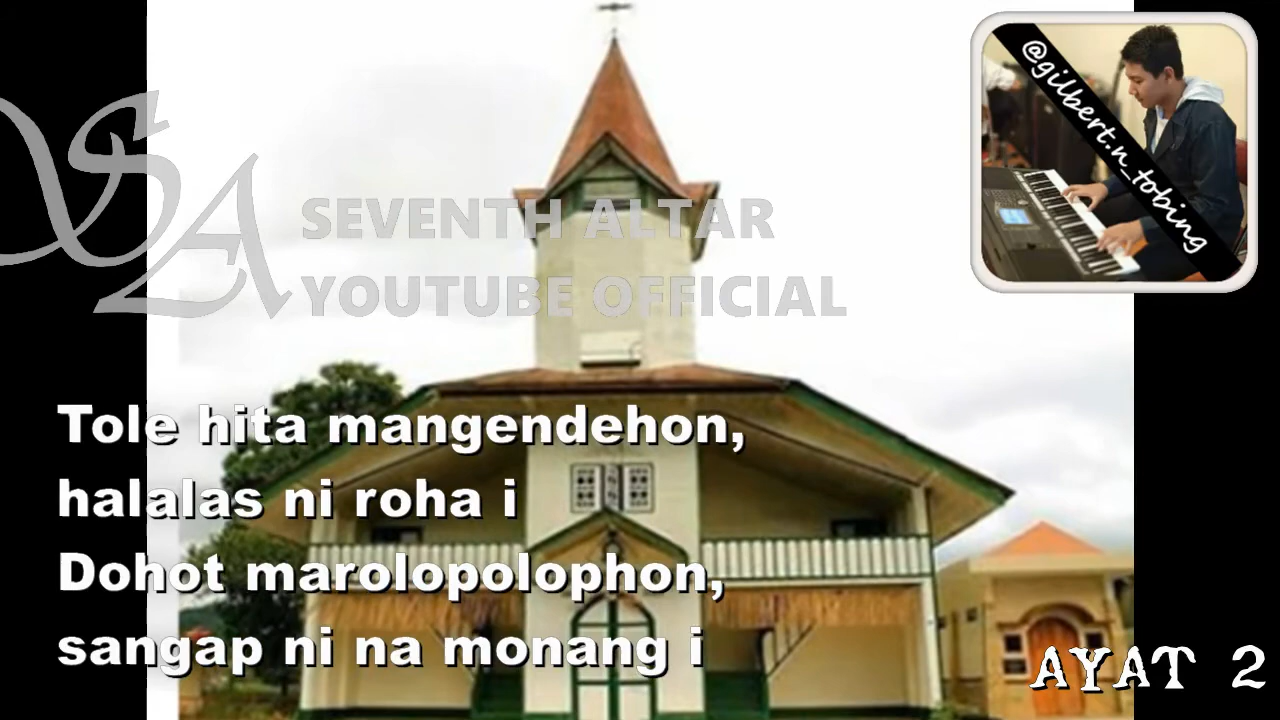 @gilbert.n_tobing
SA
SEVENTH ALTAR
YOUTUBE OFFICIAL
Tole hita mangendehon,
halalas ni roha i
Dohot marolopolophon,
sangap ni na monang i
AYAT 2